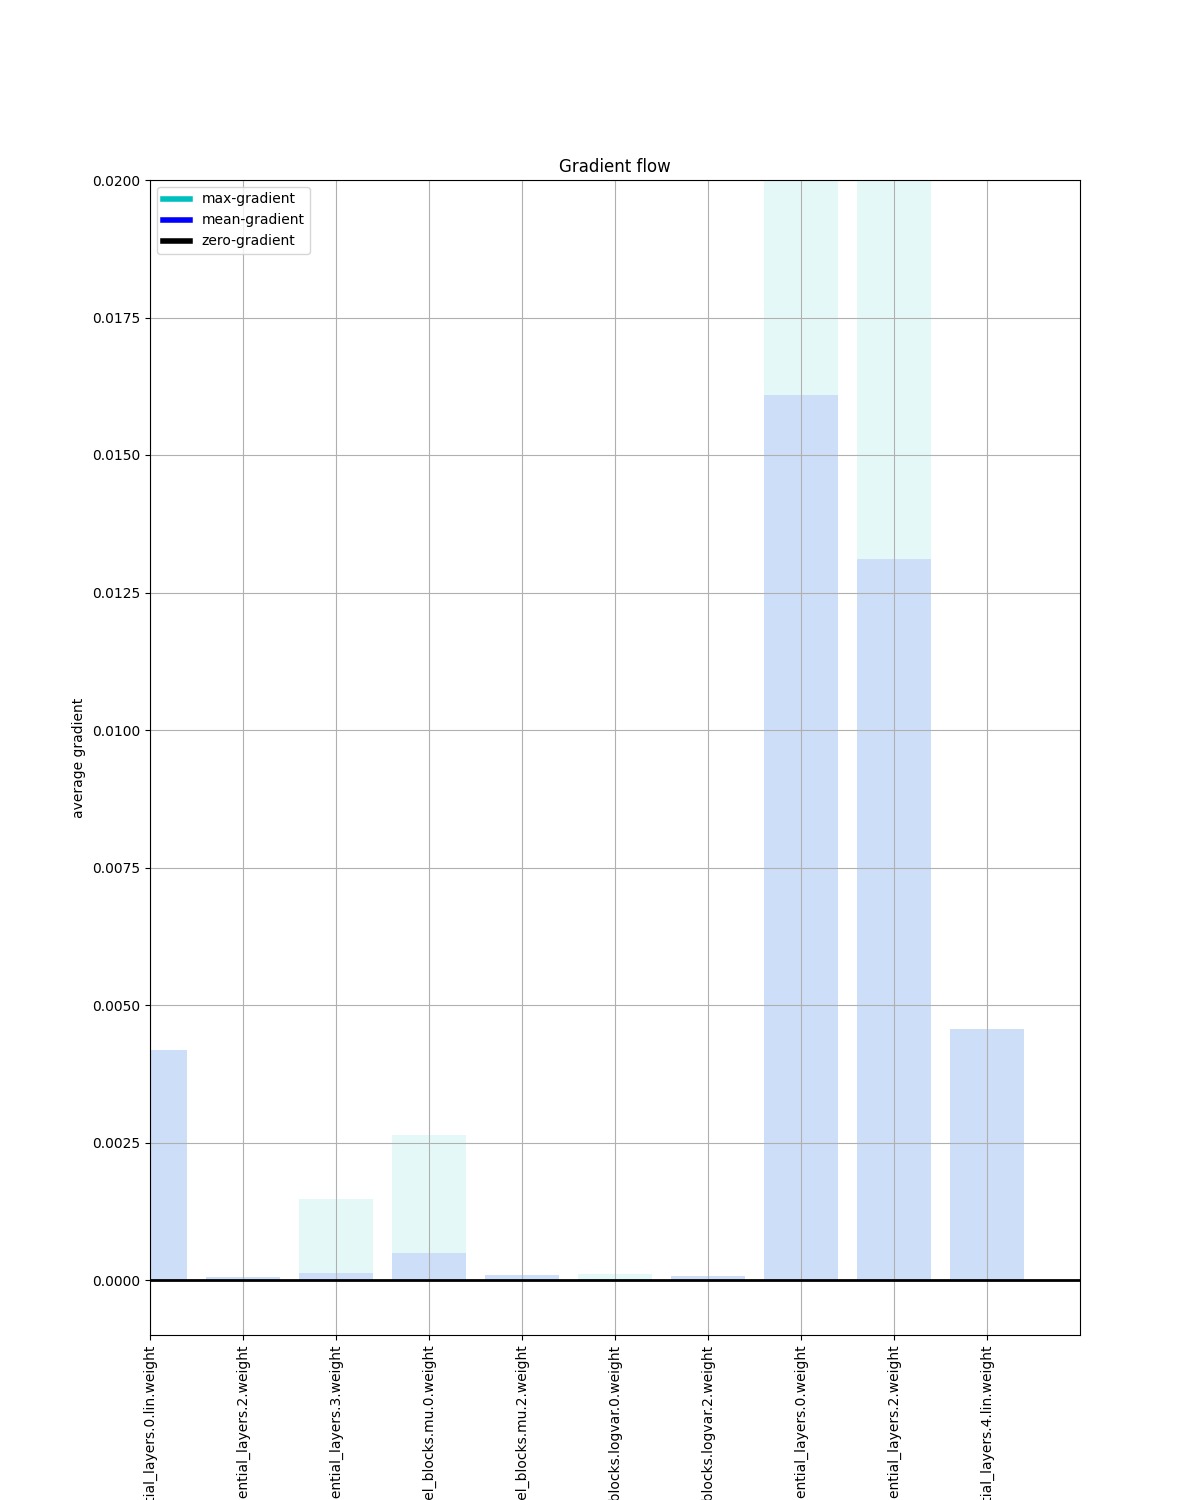 Gradient flow
max-gradient
mean-gradient
zero-gradient
0.0200
0.0175
0.0150
0.0125
0.0100
0.0075
0.0050
0.0025
0.0000
average gradient
tial_layers.0.lin.weight
ential_layers.2.weight
ential_layers.3.weight
el_blocks.mu.0.weight
el_blocks.mu.2.weight
blocks.logvar.0.weight
blocks.logvar.2.weight
ential_layers.0.weight
ential_layers.2.weight
tial_layers.4.lin.weight